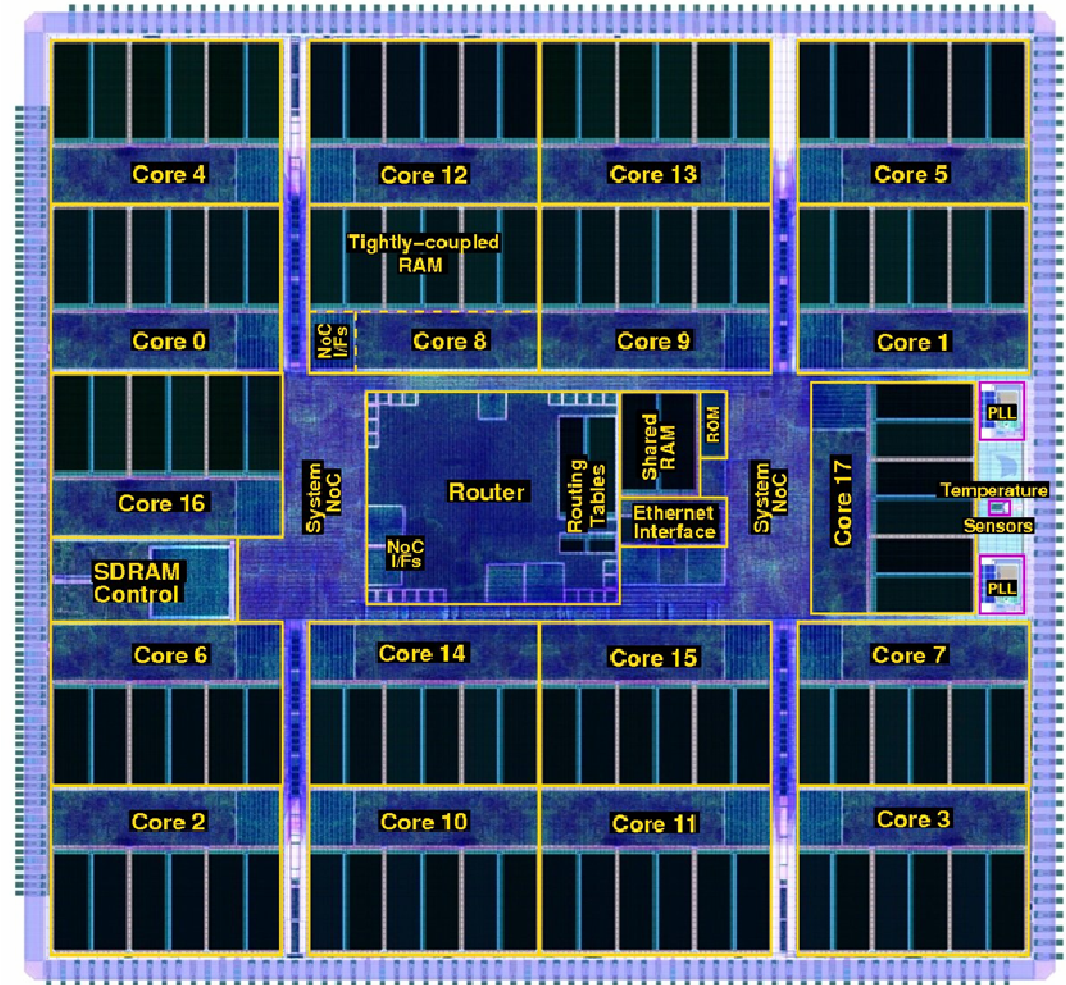 Core 4
Core 12
Core 13
Core 5
Tightly-coupled
RAM
Core 0
NoC
I/Fs
Core 8
Core 9
Core 1
Core 16
System
NoC
Router
NoC
I/Fs
Routing
Tables
Shared
RAM
ROM
Ethernet
Interface
System
NoC
Core 17
PLL
Temperature
Sensors
PLL
SDRAM
Control
Core 6
Core 14
Core 15
Core 7
Core 2
Core 10
Core 11
Core 3